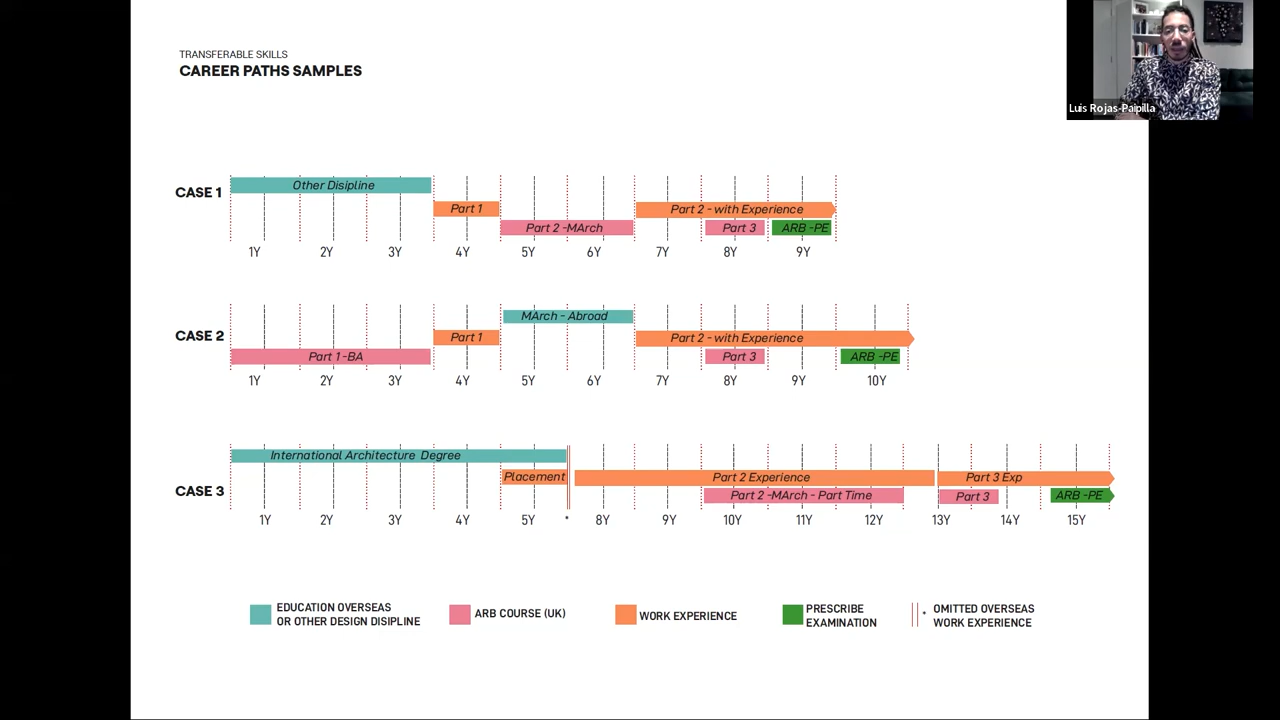 TRANSFERABLE SKILLS
CAREER PATHS SAMPLES
Luis Rojas-Paipilla
CASE 1
Other Disipline
Part 1
Part 2 - with Experience
Part 2 -MArch
Part 3
ARB -PE
1Y 2Y 3Y 4Y 5Y 6Y 7Y 8Y 9Y
CASE 2
MArch - Abroad
Part 1
Part 2 - with Experience
Part 1 -BA
Part 3
ARB -PE
1Y 2Y 3Y 4Y 5Y 6Y 7Y 8Y 9Y 10Y
CASE 3
International Architecture Degree
Placement
Part 2 Experience
Part 3 Exp
Part 2 -MArch - Part Time
Part 3
ARB -PE
1Y 2Y 3Y 4Y 5Y * 8Y 9Y 10Y 11Y 12Y 13Y 14Y 15Y
EDUCATION OVERSEAS
OR OTHER DESIGN DISIPLINE
ARB COURSE (UK)
WORK EXPERIENCE
PRESCRIBE
EXAMINATION
* OMITTED OVERSEAS
WORK EXPERIENCE